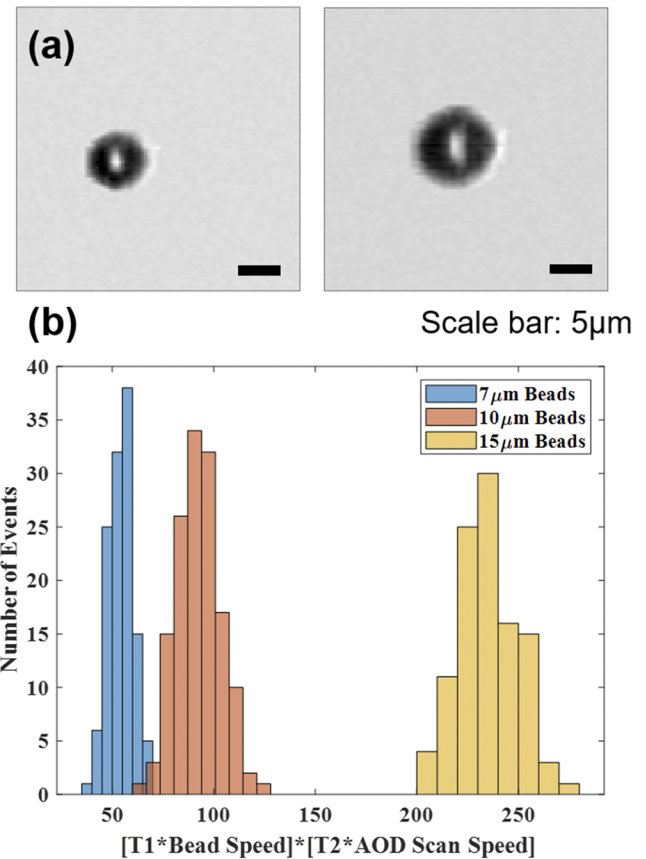 (a)
(b)
Scale bar: 5μm
40
35
30
25
20
15
10
5
0
Number of Events
7μm Beads
10μm Beads
15μm Beads
50
100
150
200
250
[T1*Bead Speed]*[T2*AOD Scan Speed]